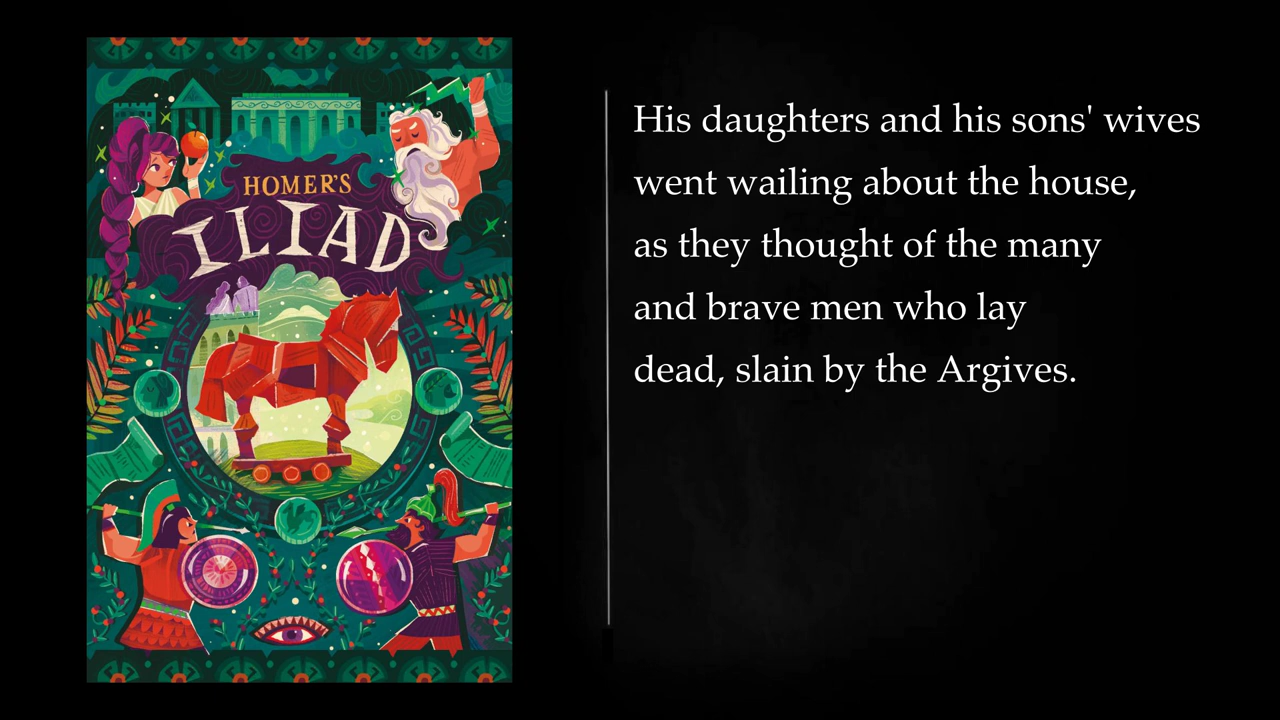 HOMER'S
ILIAD
His daughters and his sons' wives
went wailing about the house,
as they thought of the many
and brave men who lay
dead, slain by the Argives.